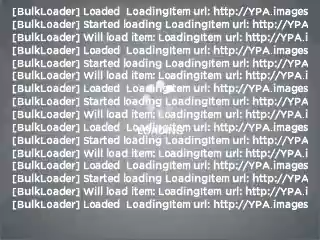 [BulkLoader] Loaded LoadingItem url: http://YPA.images
[BulkLoader] Started loading LoadingItem url: http://YPA
[BulkLoader] Will load item: LoadingItem url: http://YPA.i
[BulkLoader] Loaded LoadingItem url: http://YPA.images
[BulkLoader] Started loading LoadingItem url: http://YPA
[BulkLoader] Will load item: LoadingItem url: http://YPA.i
[BulkLoader] Loaded LoadingItem url: http://YPA.images
[BulkLoader] Started loading LoadingItem url: http://YPA
[BulkLoader] Will load item: LoadingItem url: http://YPA.i
[BulkLoader] Loaded LoadingItem url: http://YPA.images
[BulkLoader] Started loading LoadingItem url: http://YPA
[BulkLoader] Will load item: LoadingItem url: http://YPA.i
[BulkLoader] Loaded LoadingItem url: http://YPA.images
[BulkLoader] Started loading LoadingItem url: http://YPA
[BulkLoader] Will load item: LoadingItem url: http://YPA.i
[BulkLoader] Loaded LoadingItem url: http://YPA.images